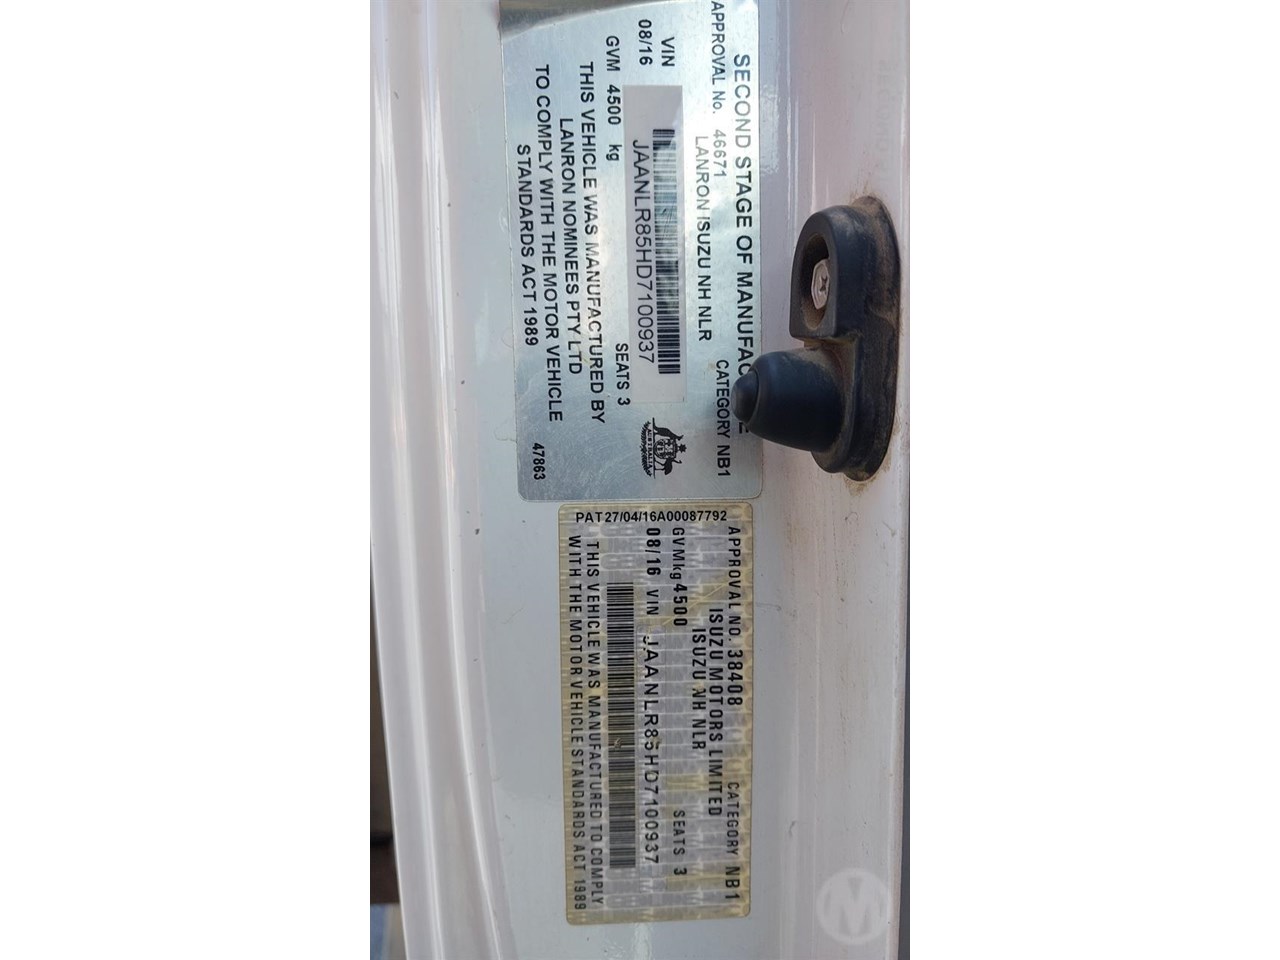 SECOND STAGE OF MANUFAC E
APPROVAL No. 46671 CATEGORY NB1
LANRON ISUZU NH NLR
VIN JAANLR85HD7100937
08/16
GVM 4500 kg SEATS 3
THIS VEHICLE WAS MANUFACTURED BY
LANRON NOMINEES PTY LTD
TO COMPLY WITH THE MOTOR VEHICLE
STANDARDS ACT 1989
47863
AUSTRALIA
PAT27/04/16A00087792
APPROVAL NO. 38408 CATEGORY NB1
ISUZU MOTORS LIMITED
ISUZU NH NLR
GVMkg 4500 SEATS 3
08/16 VIN JAANLR85HD7100937
THIS VEHICLE WAS MANUFACTURED TO COMPLY
WITH THE MOTOR VEHICLE STANDARDS ACT 1989
M